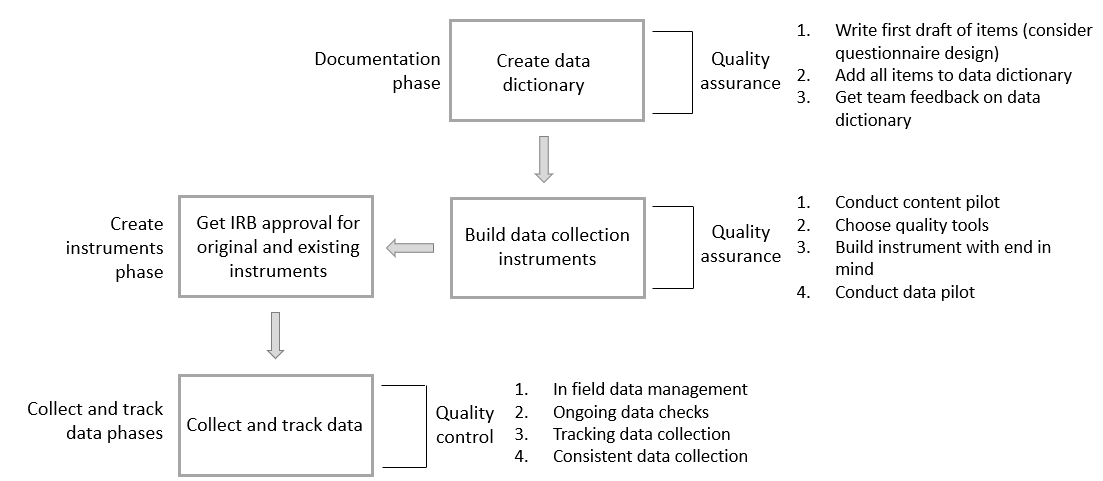 Documentation
phase
Create data
dictionary
Quality
assurance
1. Write first draft of items (consider
questionnaire design)
2. Add all items to data dictionary
3. Get team feedback on data
dictionary
Create
instruments
phase
Get IRB approval for
original and existing
instruments
Build data collection
instruments
Quality
assurance
1. Conduct content pilot
2. Choose quality tools
3. Build instrument with end in
mind
4. Conduct data pilot
Collect and track
data phases
Collect and track data
Quality
control
1. In field data management
2. Ongoing data checks
3. Tracking data collection
4. Consistent data collection